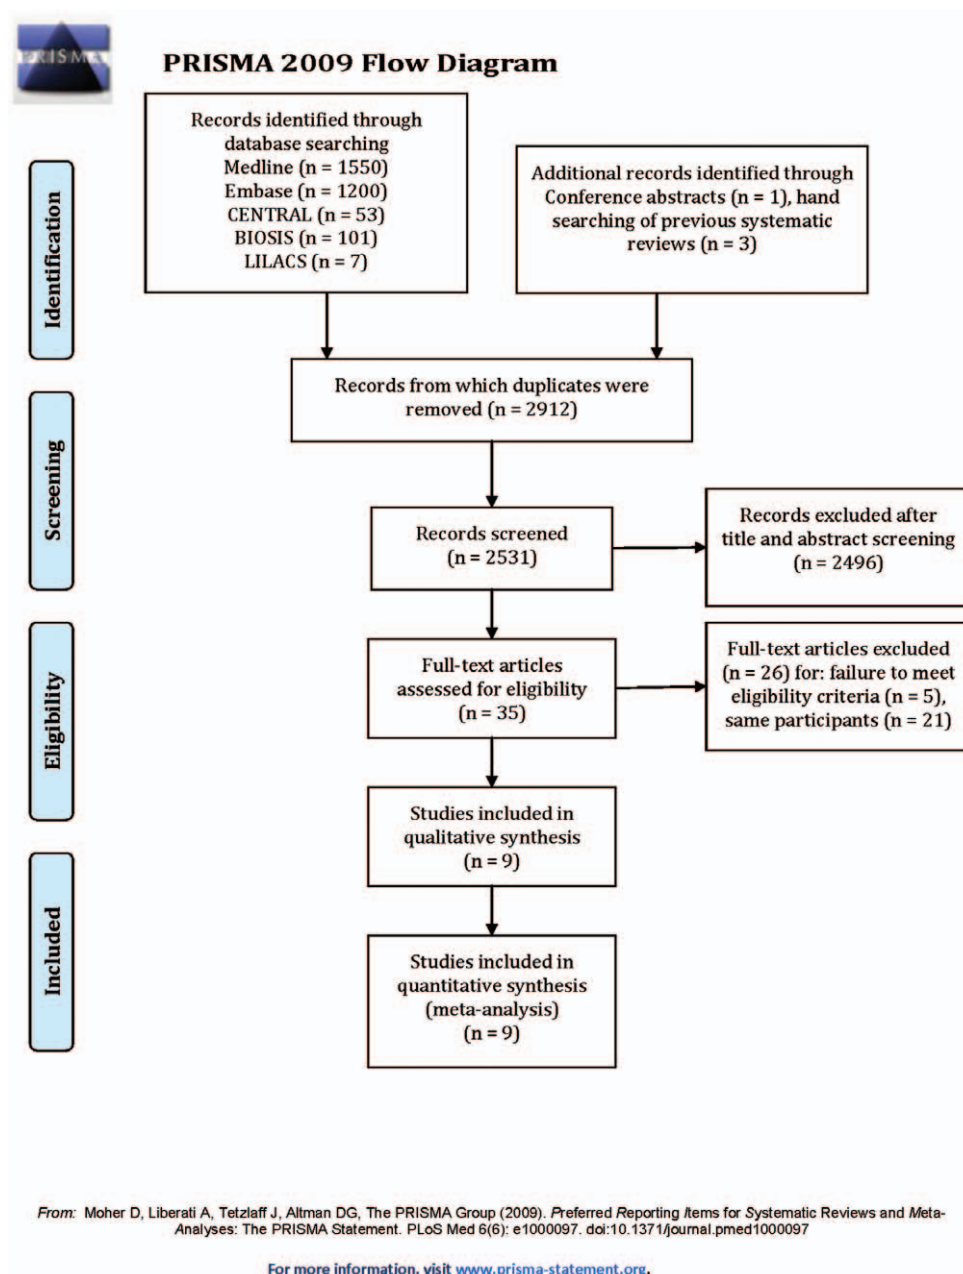 PRISMA
PRISMA 2009 Flow Diagram
Identification
Records identified through
database searching
Medline (n = 1550)
Embase (n = 1200)
CENTRAL (n = 53)
BIOSIS (n = 101)
LILACS (n = 7)
Additional records identified through
Conference abstracts (n = 1), hand
searching of previous systematic
reviews (n = 3)
Records from which duplicates were
removed (n = 2912)
Screening
Records screened
(n = 2531)
Records excluded after
title and abstract screening
(n = 2496)
Eligibility
Full-text articles
assessed for eligibility
(n = 35)
Full-text articles excluded
(n = 26) for: failure to meet
eligibility criteria (n = 5),
same participants (n = 21)
Studies included in
qualitative synthesis
(n = 9)
Included
Studies included in
quantitative synthesis
(meta-analysis)
(n = 9)
From: Moher D, Liberati A, Tetzlaff J, Altman DG, The PRISMA Group (2009). Preferred Reporting Items for Systematic Reviews and Meta-
Analyses: The PRISMA Statement. PLoS Med 6(6): e1000097. doi:10.1371/journal.pmed1000097
For more information, visit www.prisma-statement.org.